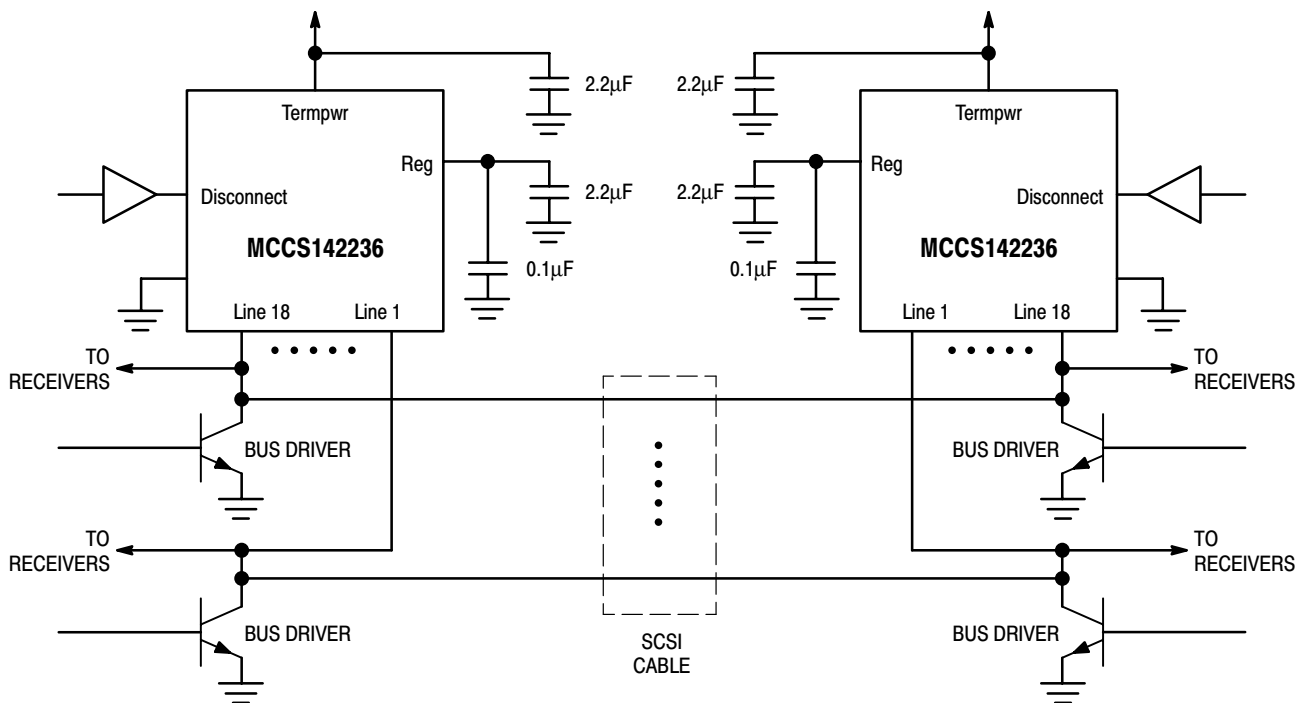 2.2µF
2.2µF
Termpwr
Termpwr
Reg
Reg
Disconnect
2.2µF
2.2µF
Disconnect
MCCS142236
MCCS142236
0.1µF
0.1µF
Line 18
Line 1
Line 1
Line 18
TO
RECEIVERS
TO
RECEIVERS
BUS DRIVER
BUS DRIVER
TO
RECEIVERS
TO
RECEIVERS
BUS DRIVER
BUS DRIVER
SCSI
CABLE